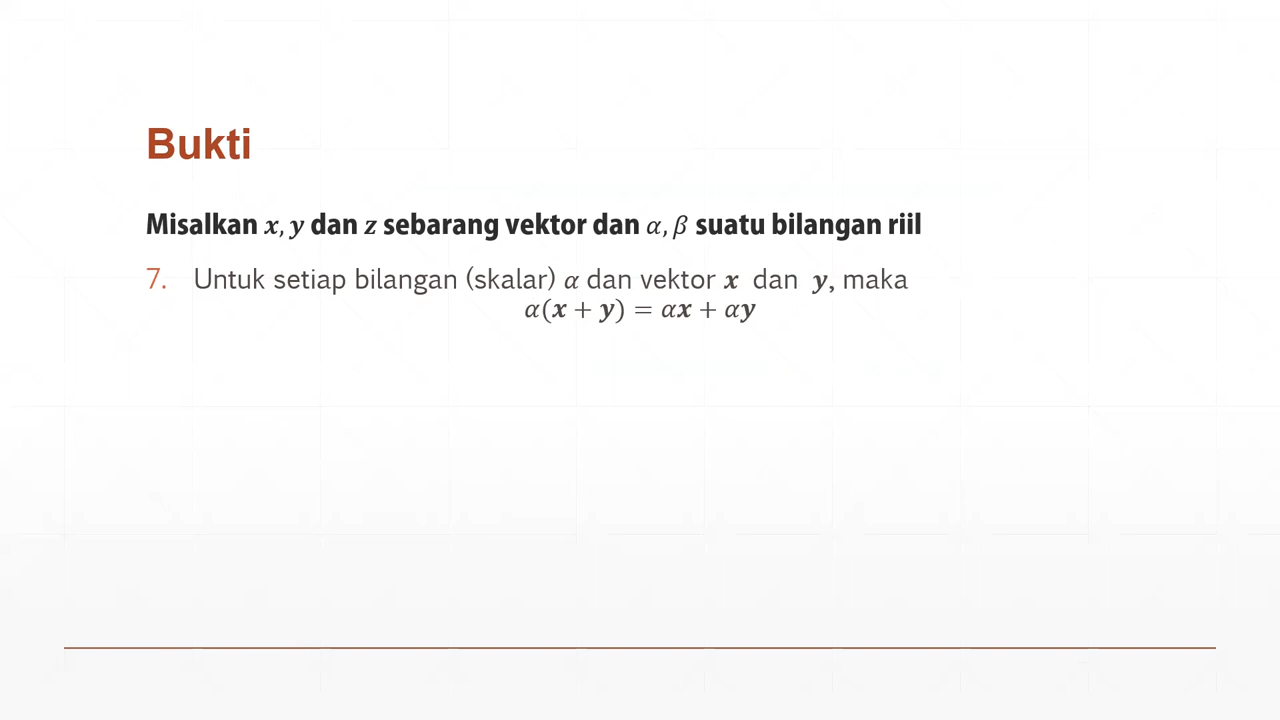 Bukti
Misalkan x, y dan z sebarang vektor dan α, β suatu bilangan riil
7. Untuk setiap bilangan (skalar) α dan vektor x dan y, maka
α(x + y) = αx + αy